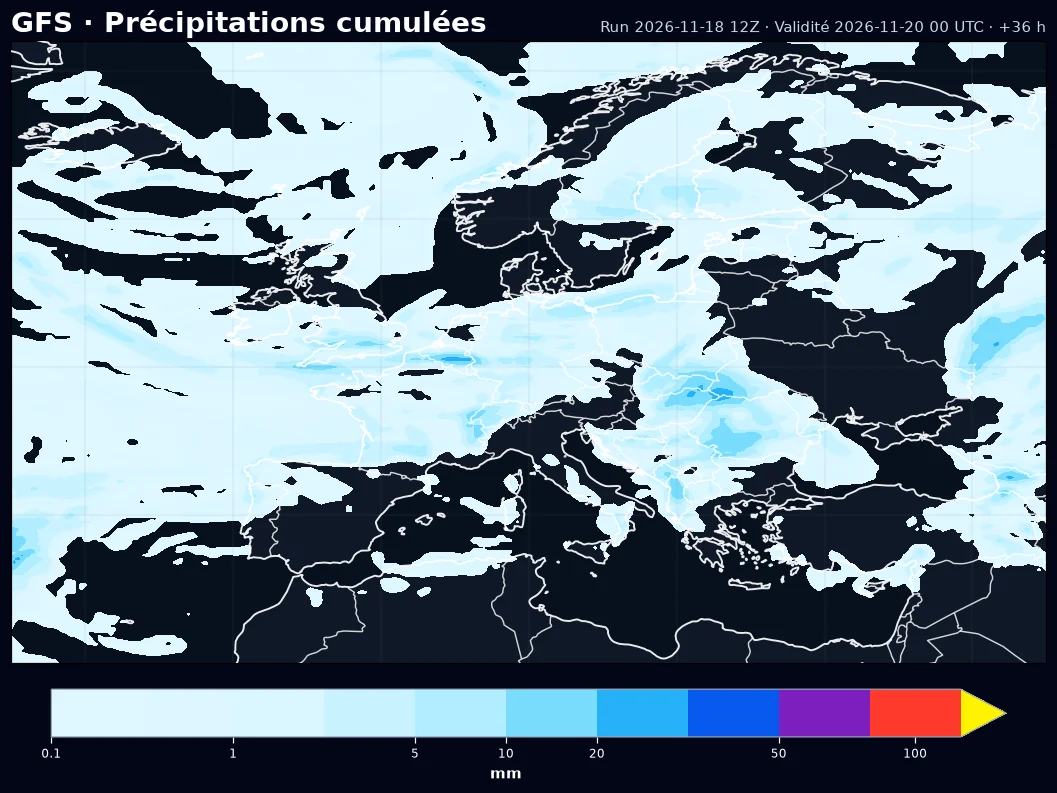 GFS · Précipitations cumulées
Run 2026-11-18 12Z · Validité 2026-11-20 00 UTC · +36 h
0.1 1 5 10 20 50 100
mm